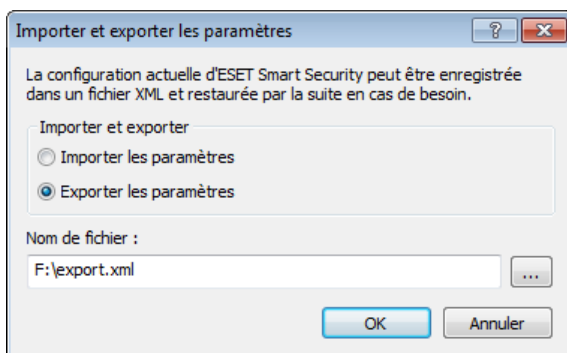 Importer et exporter les paramètres
La configuration actuelle d'ESET Smart Security peut être enregistrée
dans un fichier XML et restaurée par la suite en cas de besoin.
Importer et exporter
Importer les paramètres
Exporter les paramètres
Nom de fichier :
F:\export.xml
...
OK
Annuler